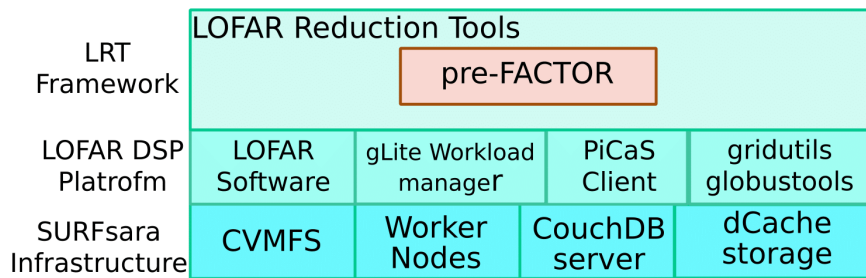 LOFAR Reduction Tools
LRT
Framework
pre-FACTOR
LOFAR DSP
Platrofm
LOFAR
Software
gLite Workload
manager
PiCaS
Client
gridutils
globustools
SURFsara
Infrastructure
CVMFS
Worker
Nodes
CouchDB
server
dCache
storage